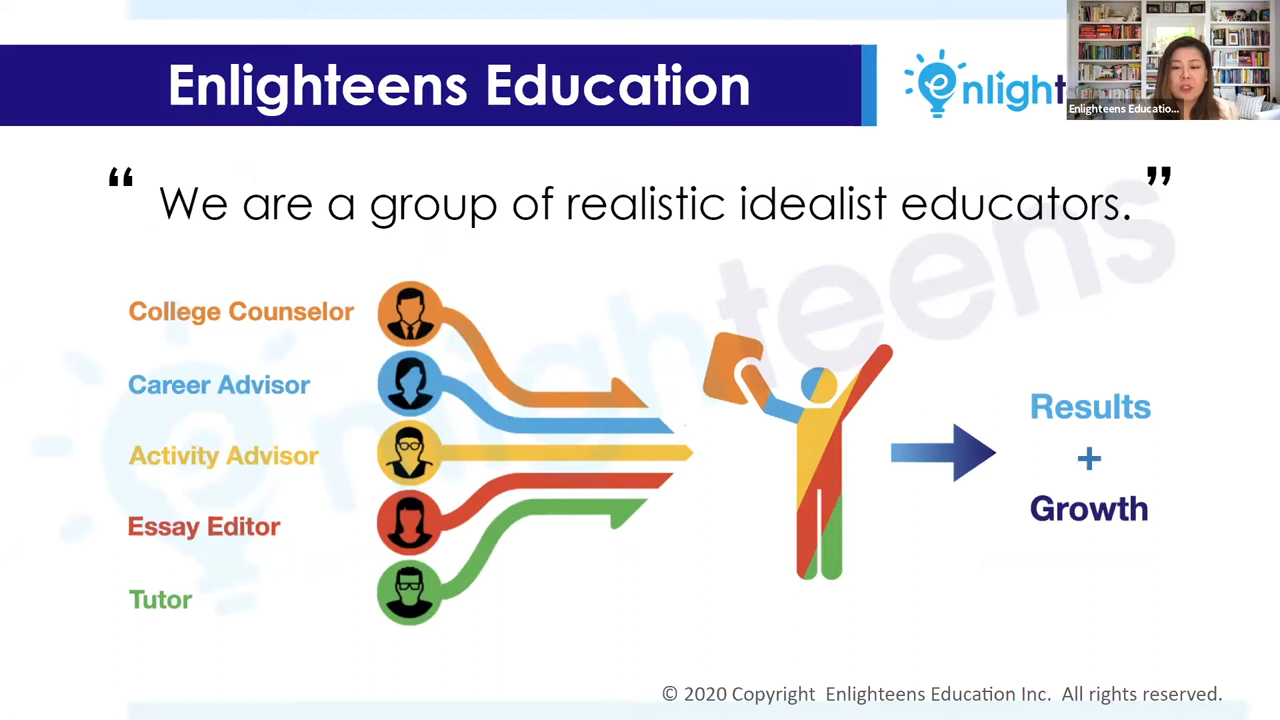 Enlighteens Education
enlight
Enlighteens Educatio...
“ We are a group of realistic idealist educators. ”
College Counselor
Career Advisor
Activity Advisor
Essay Editor
Tutor
Results
+
Growth
enlighteens
© 2020 Copyright Enlighteens Education Inc. All rights reserved.